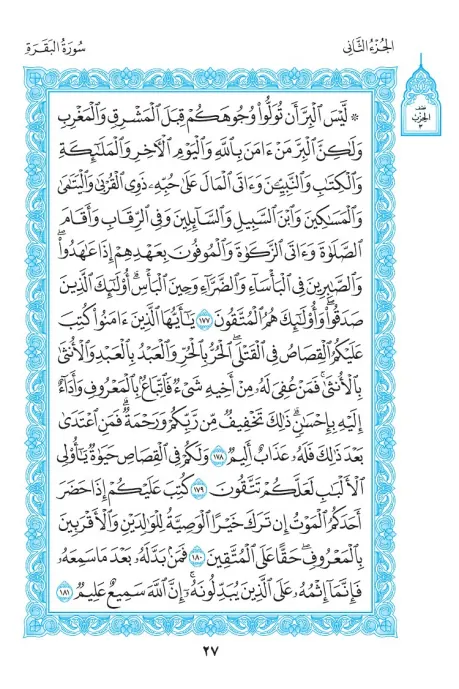 الجُزْءُ الثَّانِي
سُورَةُ البَقَرَةِ
نصف
الحِزْب
٣
۞ لَّيۡسَ ٱلۡبِرَّ أَن تُوَلُّواْ وُجُوهَكُمۡ قِبَلَ ٱلۡمَشۡرِقِ وَٱلۡمَغۡرِبِ
وَلَٰكِنَّ ٱلۡبِرَّ مَنۡ ءَامَنَ بِٱللَّهِ وَٱلۡيَوۡمِ ٱلۡأٓخِرِ وَٱلۡمَلَٰٓئِكَةِ
وَٱلۡكِتَٰبِ وَٱلنَّبِيِّـۧنَ وَءَاتَى ٱلۡمَالَ عَلَىٰ حُبِّهِۦ ذَوِي ٱلۡقُرۡبَىٰ وَٱلۡيَتَٰمَىٰ
وَٱلۡمَسَٰكِينَ وَٱبۡنَ ٱلسَّبِيلِ وَٱلسَّآئِلِينَ وَفِي ٱلرِّقَابِ وَأَقَامَ
ٱلصَّلَوٰةَ وَءَاتَى ٱلزَّكَوٰةَ وَٱلۡمُوفُونَ بِعَهۡدِهِمۡ إِذَا عَٰهَدُواْۖ
وَٱلصَّٰبِرِينَ فِي ٱلۡبَأۡسَآءِ وَٱلضَّرَّآءِ وَحِينَ ٱلۡبَأۡسِۗ أُوْلَٰٓئِكَ ٱلَّذِينَ
صَدَقُواْۖ وَأُوْلَٰٓئِكَ هُمُ ٱلۡمُتَّقُونَ ١٧٧ يَٰٓأَيُّهَا ٱلَّذِينَ ءَامَنُواْ كُتِبَ
عَلَيۡكُمُ ٱلۡقِصَاصُ فِي ٱلۡقَتۡلَىۖ ٱلۡحُرُّ بِٱلۡحُرِّ وَٱلۡعَبۡدُ بِٱلۡعَبۡدِ وَٱلۡأُنثَىٰ
بِٱلۡأُنثَىٰۚ فَمَنۡ عُفِيَ لَهُۥ مِنۡ أَخِيهِ شَيۡءٞ فَٱتِّبَاعُۢ بِٱلۡمَعۡرُوفِ وَأَدَآءٌ
إِلَيۡهِ بِإِحۡسَٰنٖۗ ذَٰلِكَ تَخۡفِيفٞ مِّن رَّبِّكُمۡ وَرَحۡمَةٞۗ فَمَنِ ٱعۡتَدَىٰ
بَعۡدَ ذَٰلِكَ فَلَهُۥ عَذَابٌ أَلِيمٞ ١٧٨ وَلَكُمۡ فِي ٱلۡقِصَاصِ حَيَوٰةٞ يَٰٓأُوْلِي
ٱلۡأَلۡبَٰبِ لَعَلَّكُمۡ تَتَّقُونَ ١٧٩ كُتِبَ عَلَيۡكُمۡ إِذَا حَضَرَ
أَحَدَكُمُ ٱلۡمَوۡتُ إِن تَرَكَ خَيۡرًا ٱلۡوَصِيَّةُ لِلۡوَٰلِدَيۡنِ وَٱلۡأَقۡرَبِينَ
بِٱلۡمَعۡرُوفِۖ حَقًّا عَلَى ٱلۡمُتَّقِينَ ١٨٠ فَمَنۢ بَدَّلَهُۥ بَعۡدَ مَا سَمِعَهُۥ
فَإِنَّمَآ إِثۡمُهُۥ عَلَى ٱلَّذِينَ يُبَدِّلُونَهُۥٓۚ إِنَّ ٱللَّهَ سَمِيعٌ عَلِيمٞ ١٨١
٢٧